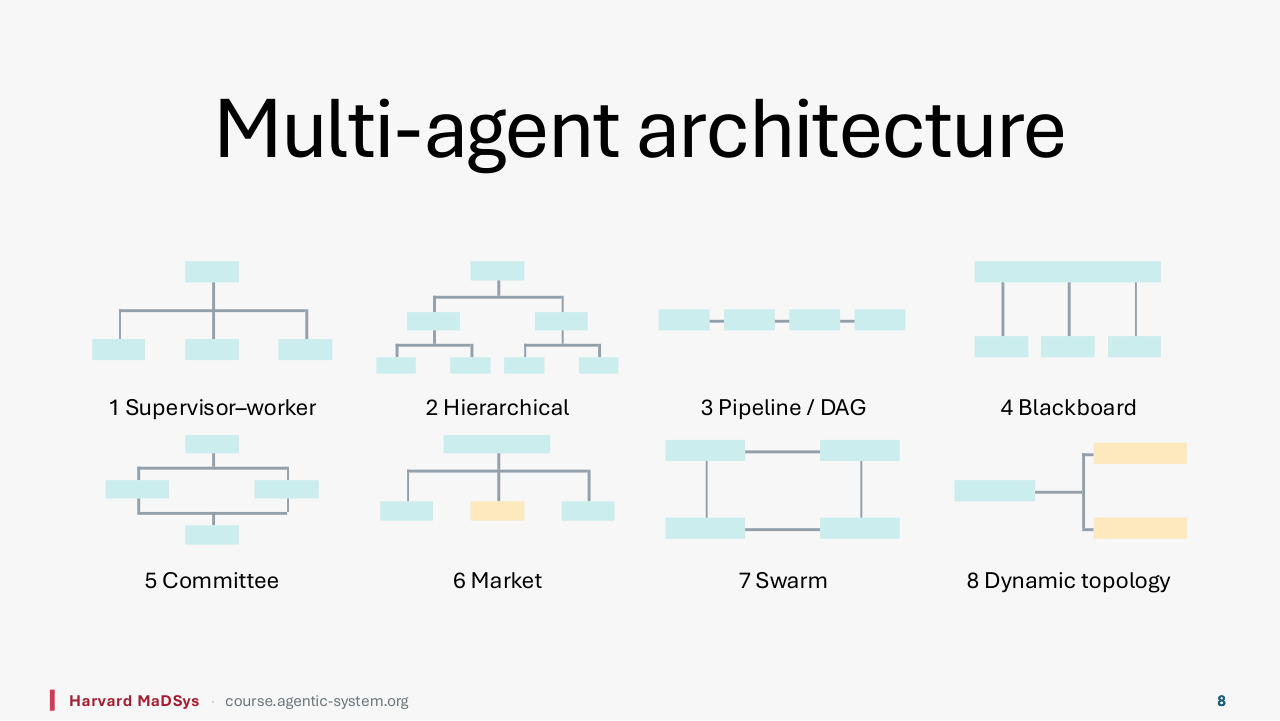 Multi-agent architecture
1 Supervisor–worker
2 Hierarchical
3 Pipeline / DAG
4 Blackboard
5 Committee
6 Market
7 Swarm
8 Dynamic topology
Harvard MaDSys · course.agentic-system.org
8